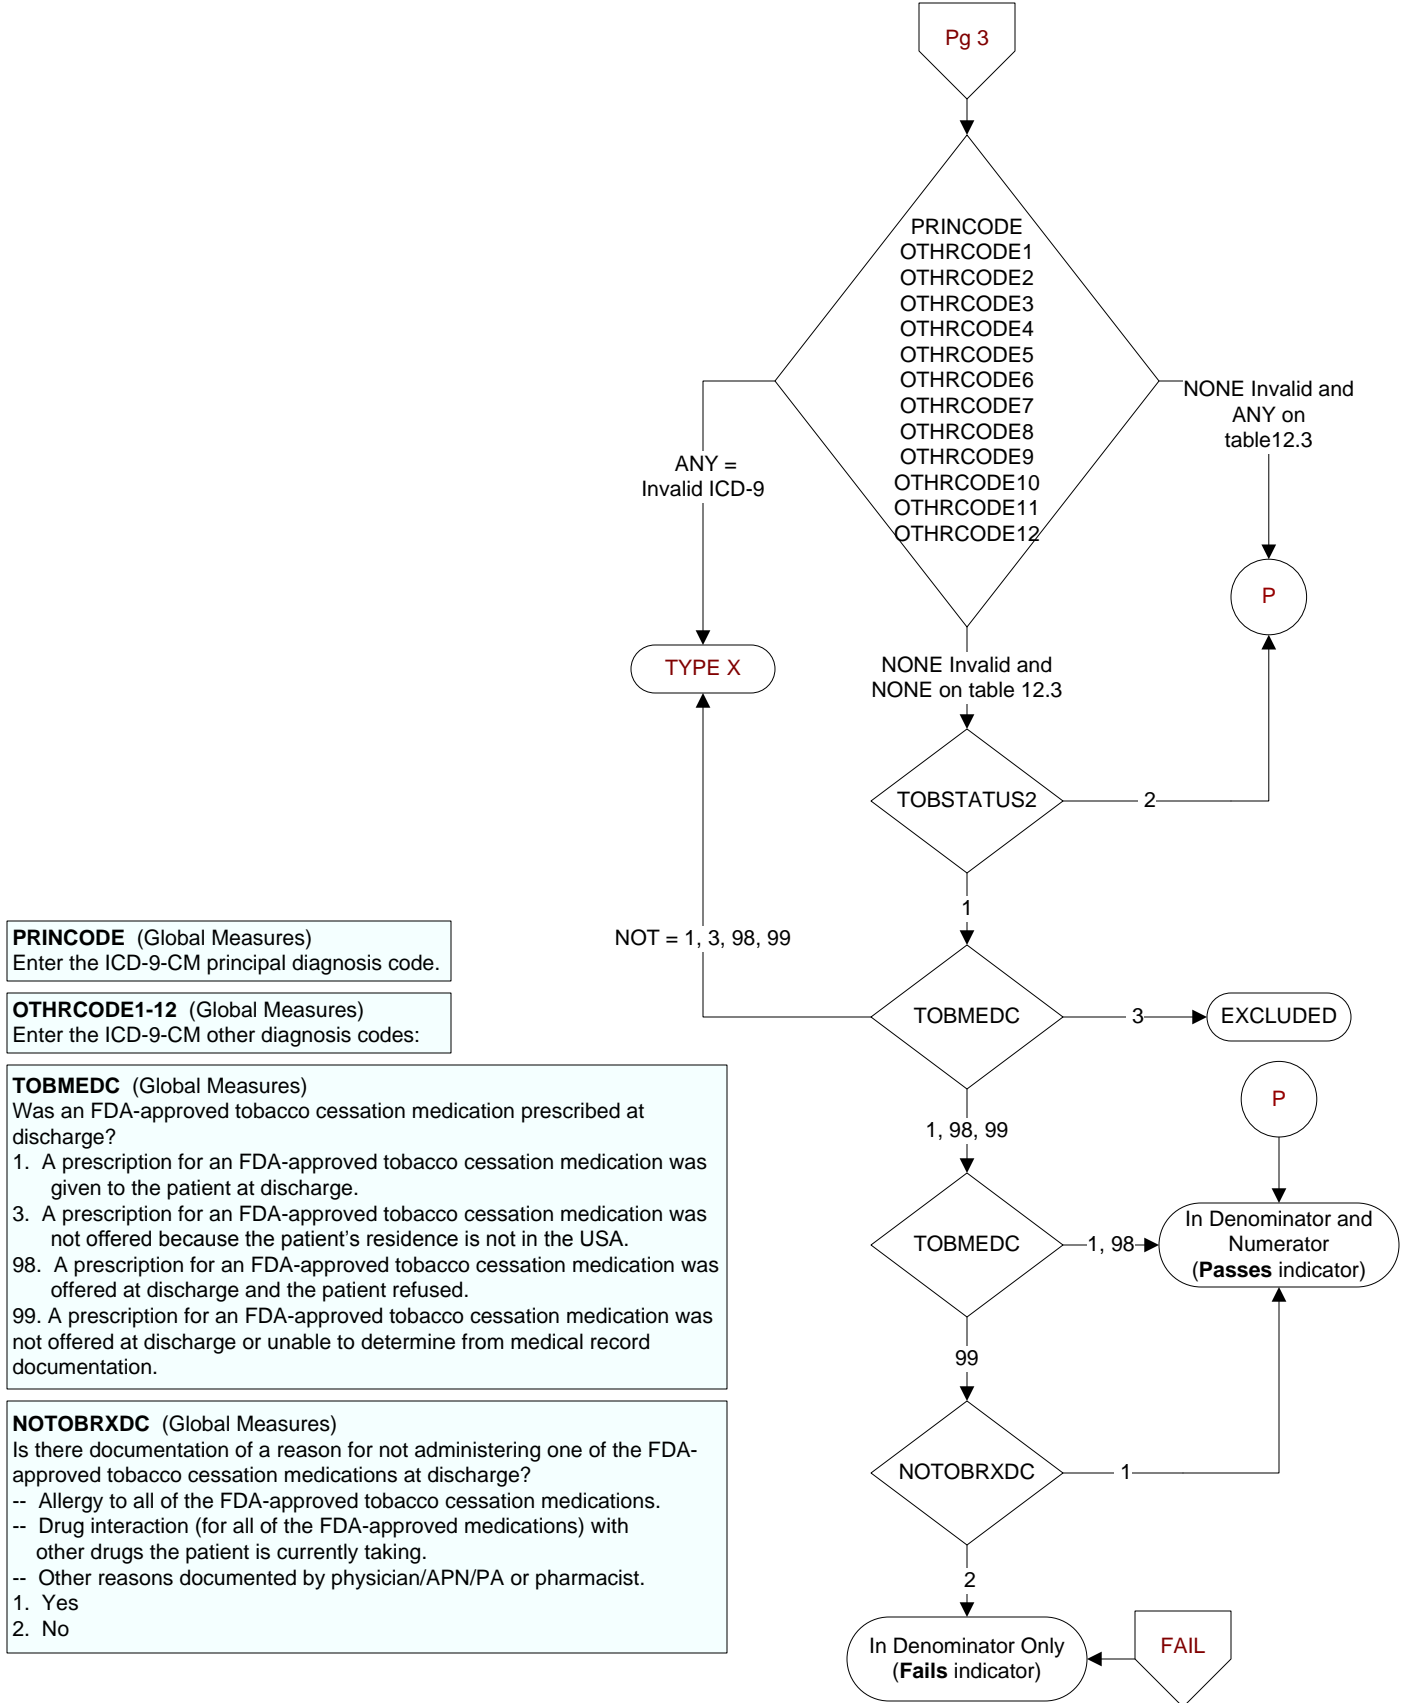 Pg 3
PRINCODE
OTHRCODE1
OTHRCODE2
OTHRCODE3
OTHRCODE4
OTHRCODE5
OTHRCODE6
OTHRCODE7
OTHRCODE8
OTHRCODE9
OTHRCODE10
OTHRCODE11
OTHRCODE12
NONE Invalid and
ANY on
table12.3
ANY =
Invalid ICD-9
P
TYPE X
NONE Invalid and
NONE on table 12.3
TOBSTATUS2
2
1
NOT = 1, 3, 98, 99
TOBMEDC
3
EXCLUDED
P
1, 98, 99
TOBMEDC
1, 98
In Denominator and
Numerator
(Passes indicator)
99
NOTOBRXDC
1
2
In Denominator Only
(Fails indicator)
FAIL
PRINCODE (Global Measures)
Enter the ICD-9-CM principal diagnosis code.
OTHRCODE1-12 (Global Measures)
Enter the ICD-9-CM other diagnosis codes:
TOBMEDC (Global Measures)
Was an FDA-approved tobacco cessation medication prescribed at
discharge?
1. A prescription for an FDA-approved tobacco cessation medication was
given to the patient at discharge.
3. A prescription for an FDA-approved tobacco cessation medication was
not offered because the patient's residence is not in the USA.
98. A prescription for an FDA-approved tobacco cessation medication was
offered at discharge and the patient refused.
99. A prescription for an FDA-approved tobacco cessation medication was
not offered at discharge or unable to determine from medical record
documentation.
NOTOBRXDC (Global Measures)
Is there documentation of a reason for not administering one of the FDA-
approved tobacco cessation medications at discharge?
-- Allergy to all of the FDA-approved tobacco cessation medications.
-- Drug interaction (for all of the FDA-approved medications) with
other drugs the patient is currently taking.
-- Other reasons documented by physician/APN/PA or pharmacist.
1. Yes
2. No